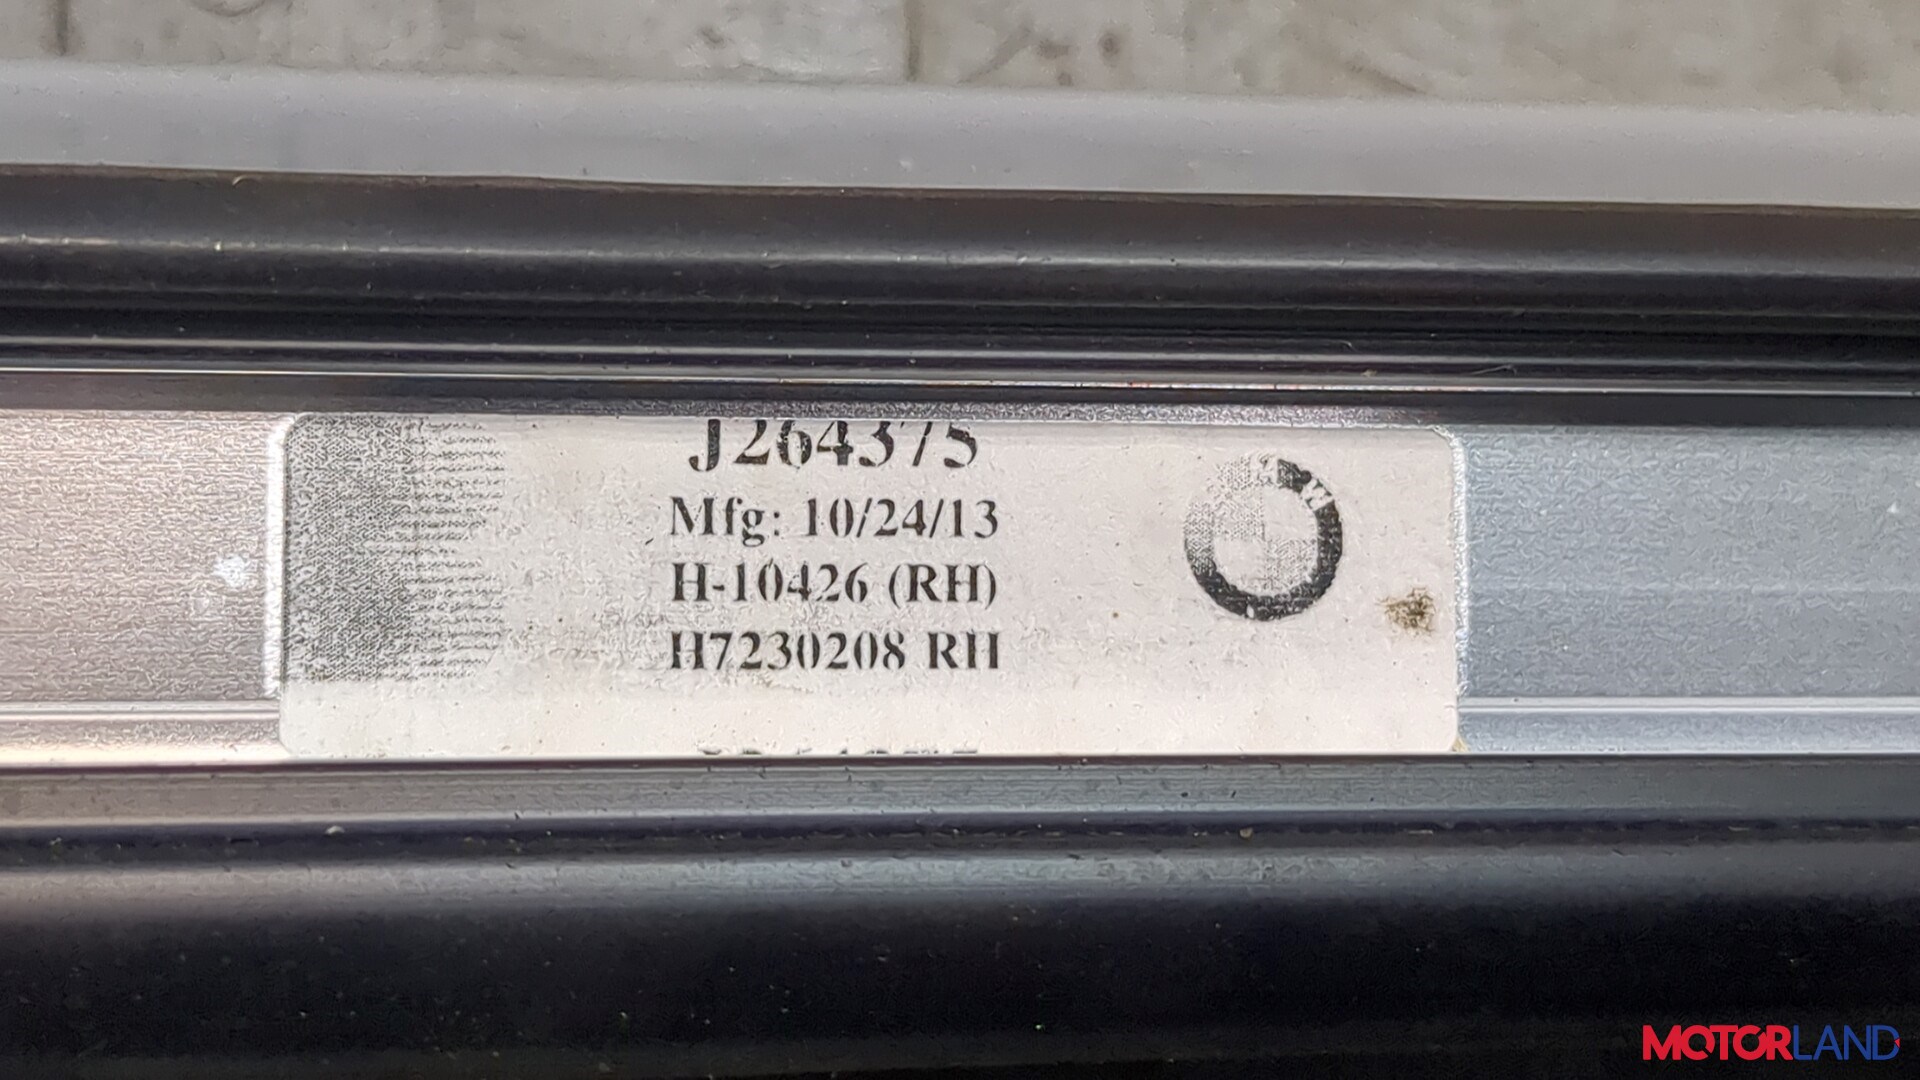 J264375
Mfg: 10/24/13
H-10426 (RH)
H7230208 RH
MOTORLAND